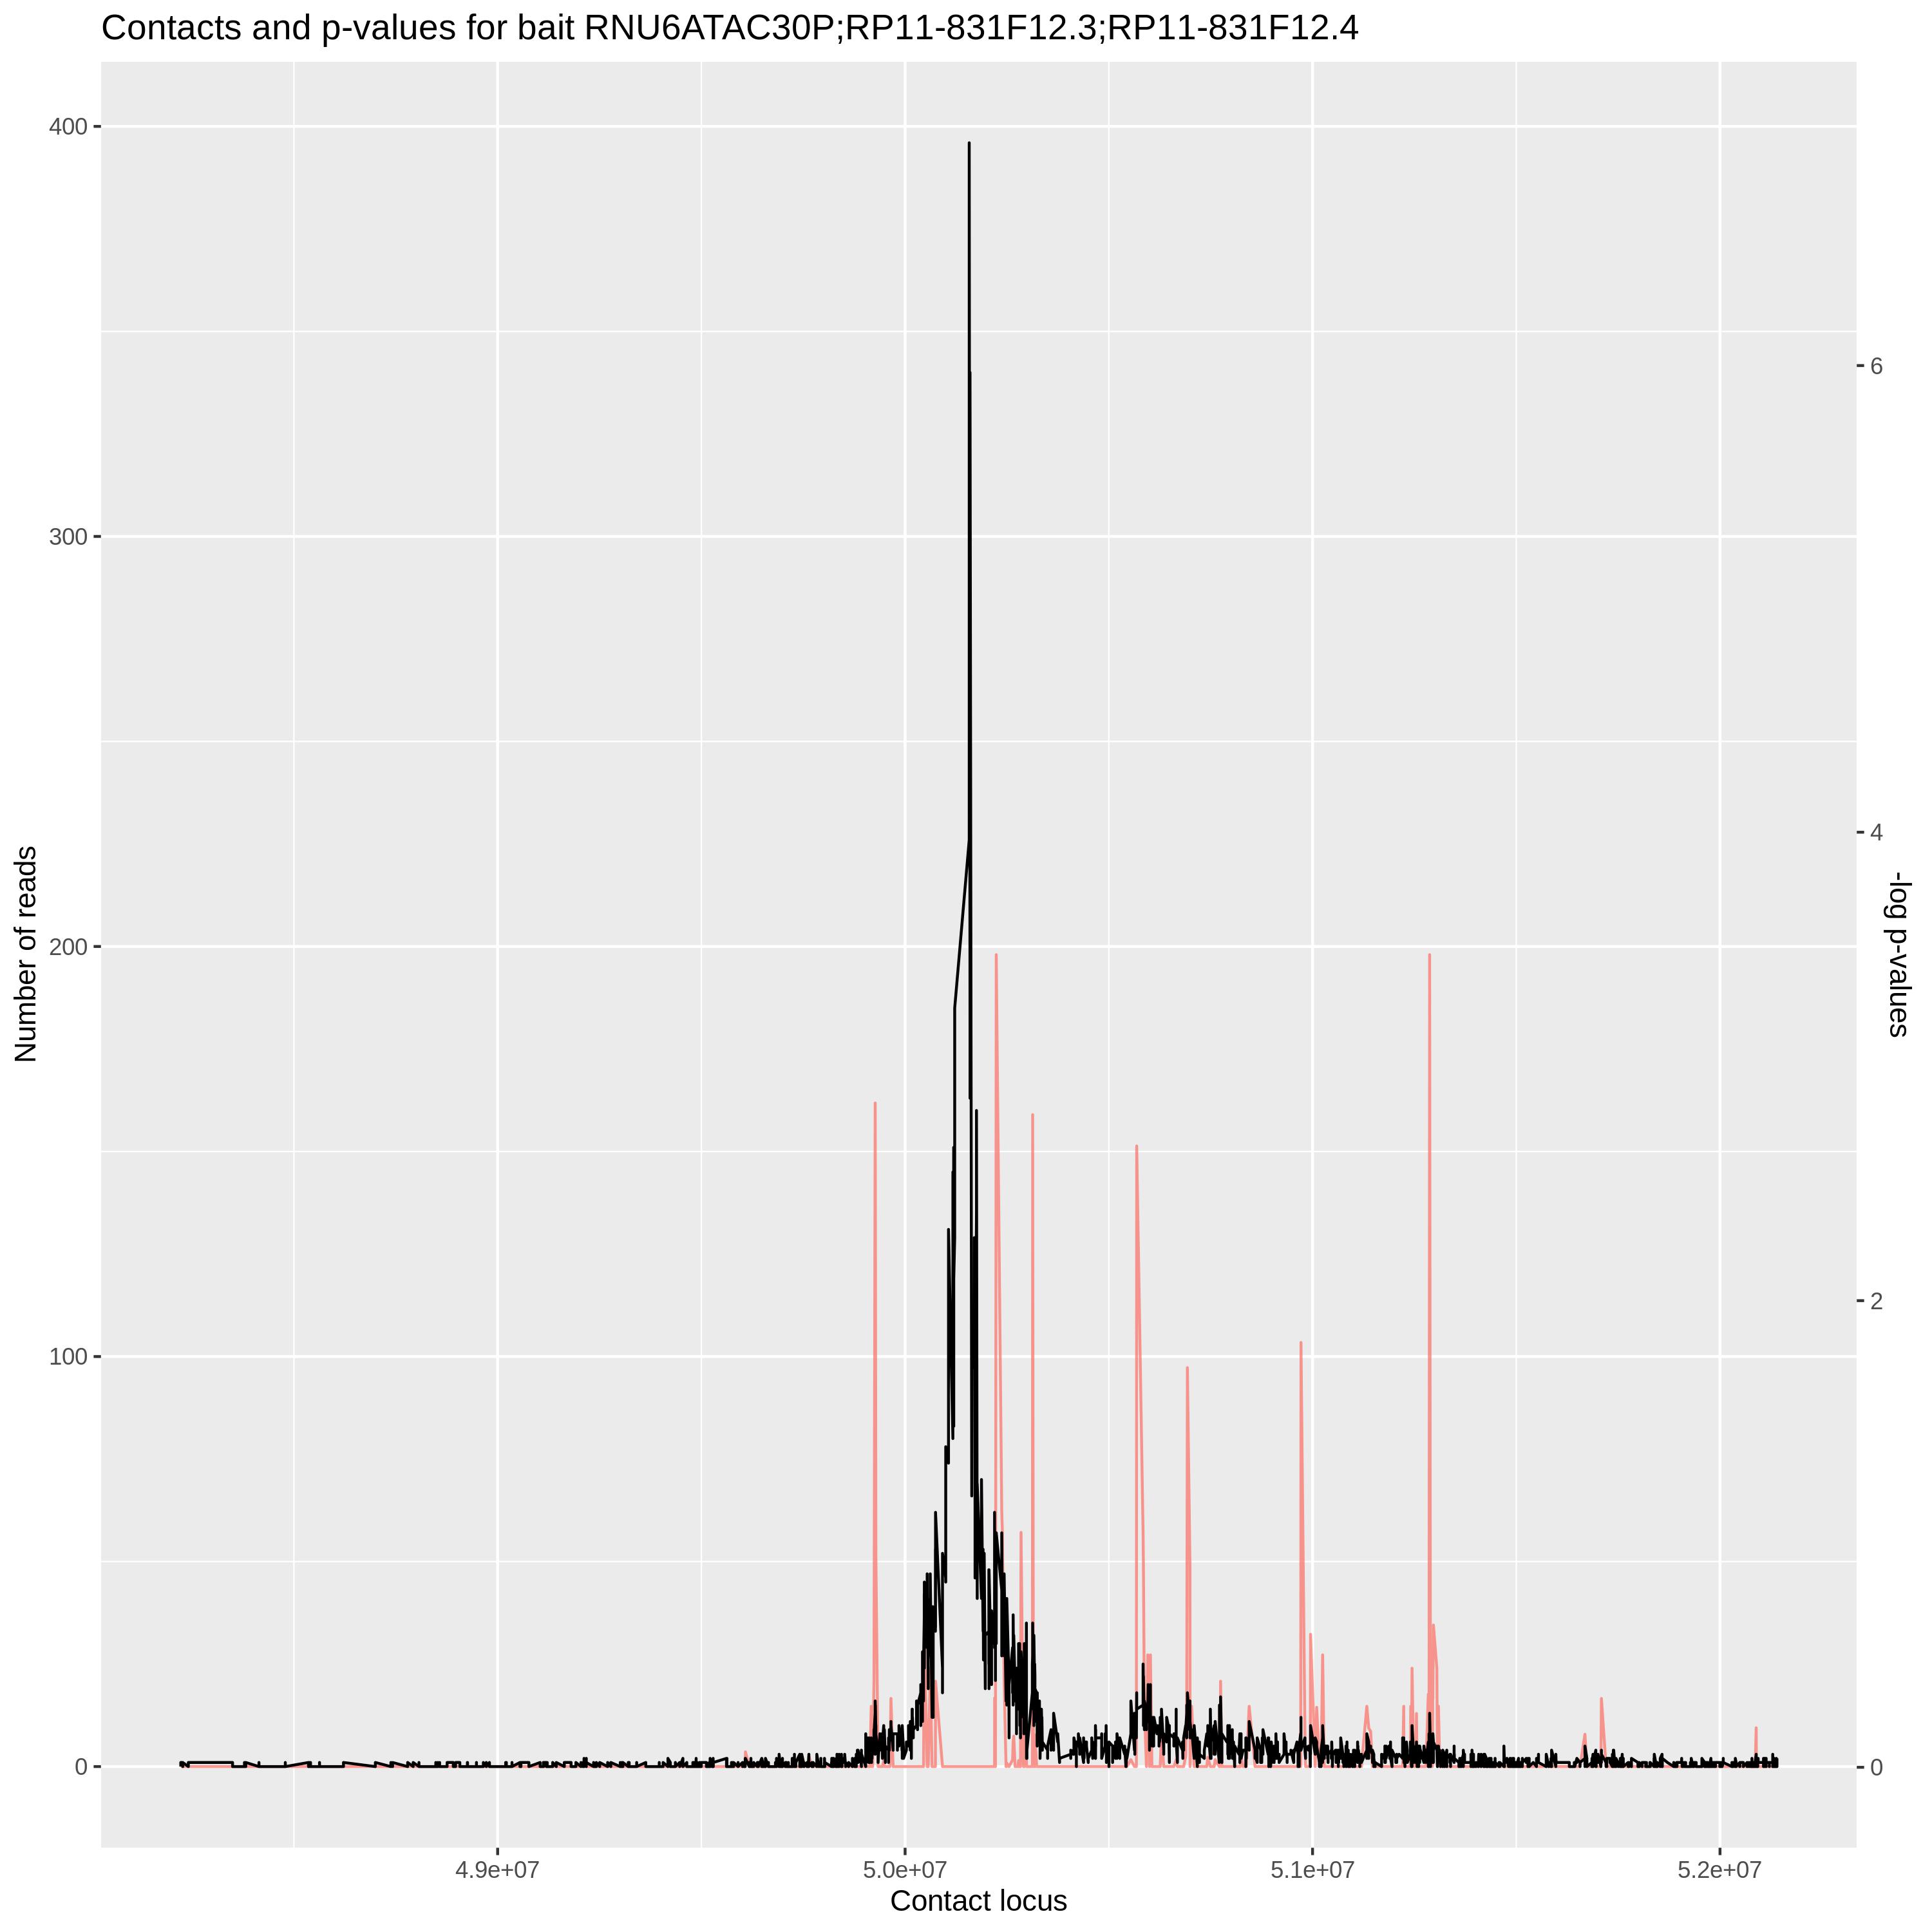 Contacts and p-values for bait RNU6ATAC30P;RP11-831F12.3;RP11-831F12.4
400
300
200
100
0
Number of reads
6
4
2
0
-log p-values
4.9e+07
5.0e+07
5.1e+07
5.2e+07
Contact locus